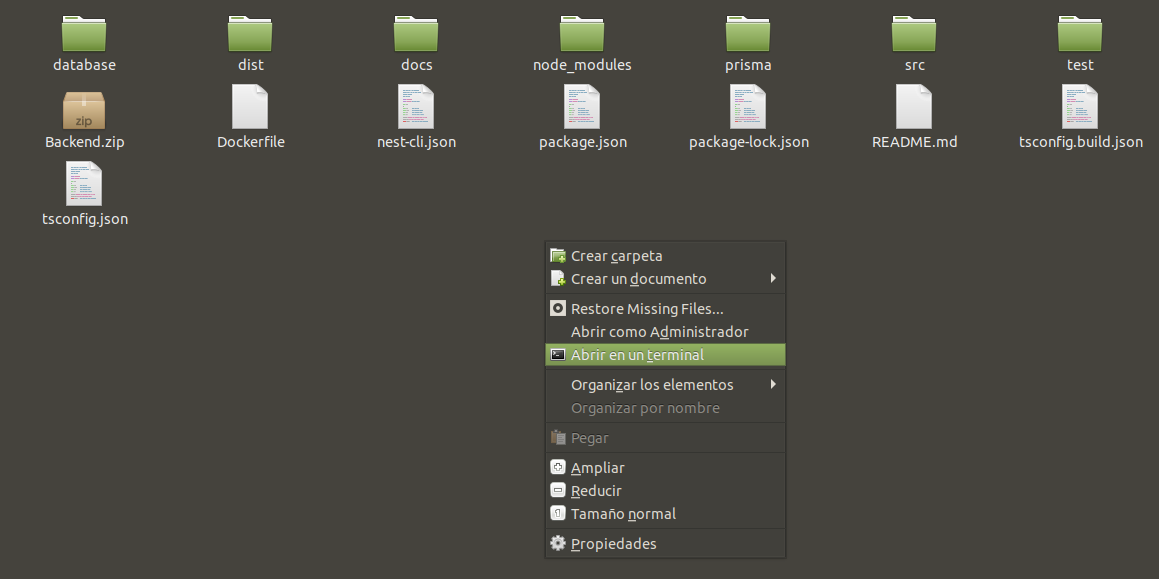 database
dist
docs
node_modules
prisma
src
test
zip
Backend.zip
Dockerfile
nest-cli.json
package.json
package-lock.json
README.md
tsconfig.build.json
tsconfig.json
Crear carpeta
Crear un documento
Restore Missing Files...
Abrir como Administrador
Abrir en un terminal
Organizar los elementos
Organizar por nombre
Pegar
Ampliar
Reducir
Tamaño normal
Propiedades